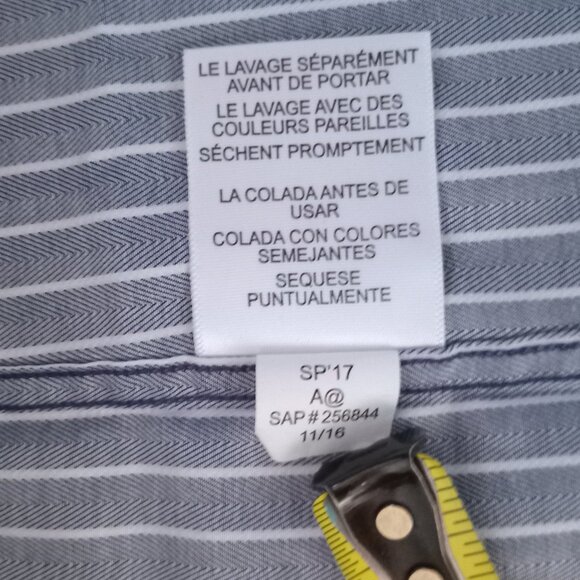 LE LAVAGE SÉPARÉMENT
AVANT DE PORTAR
LE LAVAGE AVEC DES
COULEURS PAREILLES
SÉCHENT PROMPTEMENT
LA COLADA ANTES DE
USAR
COLADA CON COLORES
SEMEJANTES
SEQUESE
PUNTUALMENTE
SP'17
A@
SAP # 256844
11/16